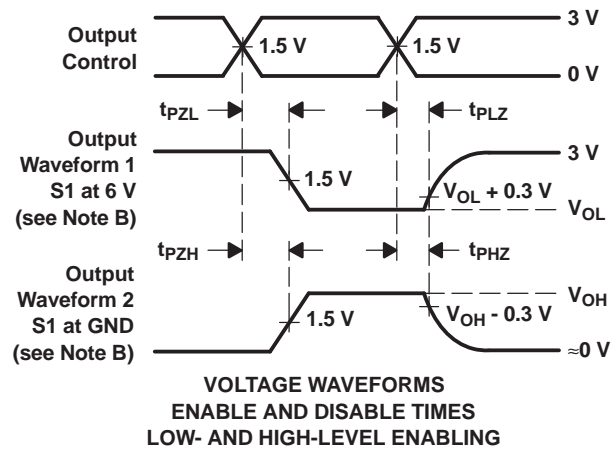 Output
Control
1.5 V
1.5 V
3 V
0 V
tPZL
tPLZ
Output
Waveform 1
S1 at 6 V
(see Note B)
1.5 V
VOL + 0.3 V
3 V
VOL
tPZH
tPHZ
Output
Waveform 2
S1 at GND
(see Note B)
1.5 V
VOH - 0.3 V
VOH
≈0 V
VOLTAGE WAVEFORMS
ENABLE AND DISABLE TIMES
LOW- AND HIGH-LEVEL ENABLING